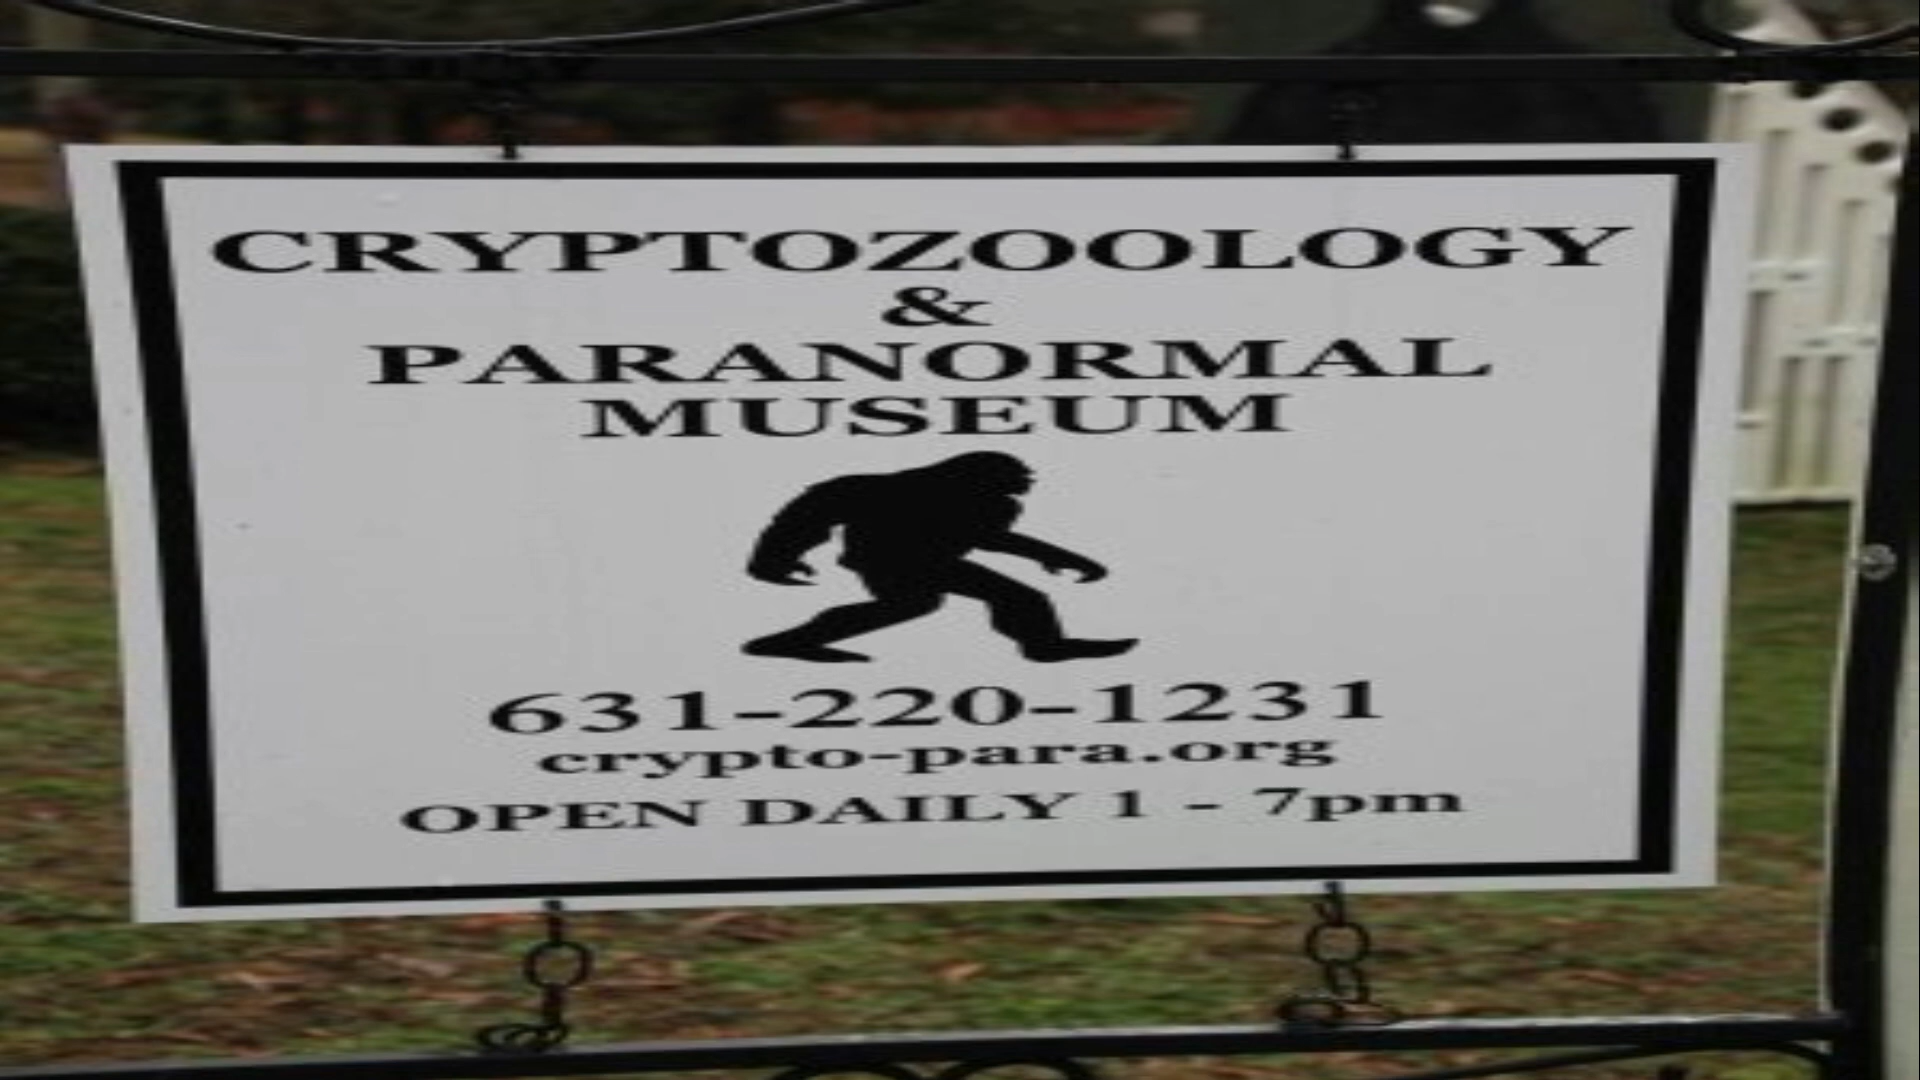 CRYPTOZOOLOGY
&
PARANORMAL
MUSEUM
631-220-1231
crypto-para.org
OPEN DAILY 1 - 7pm